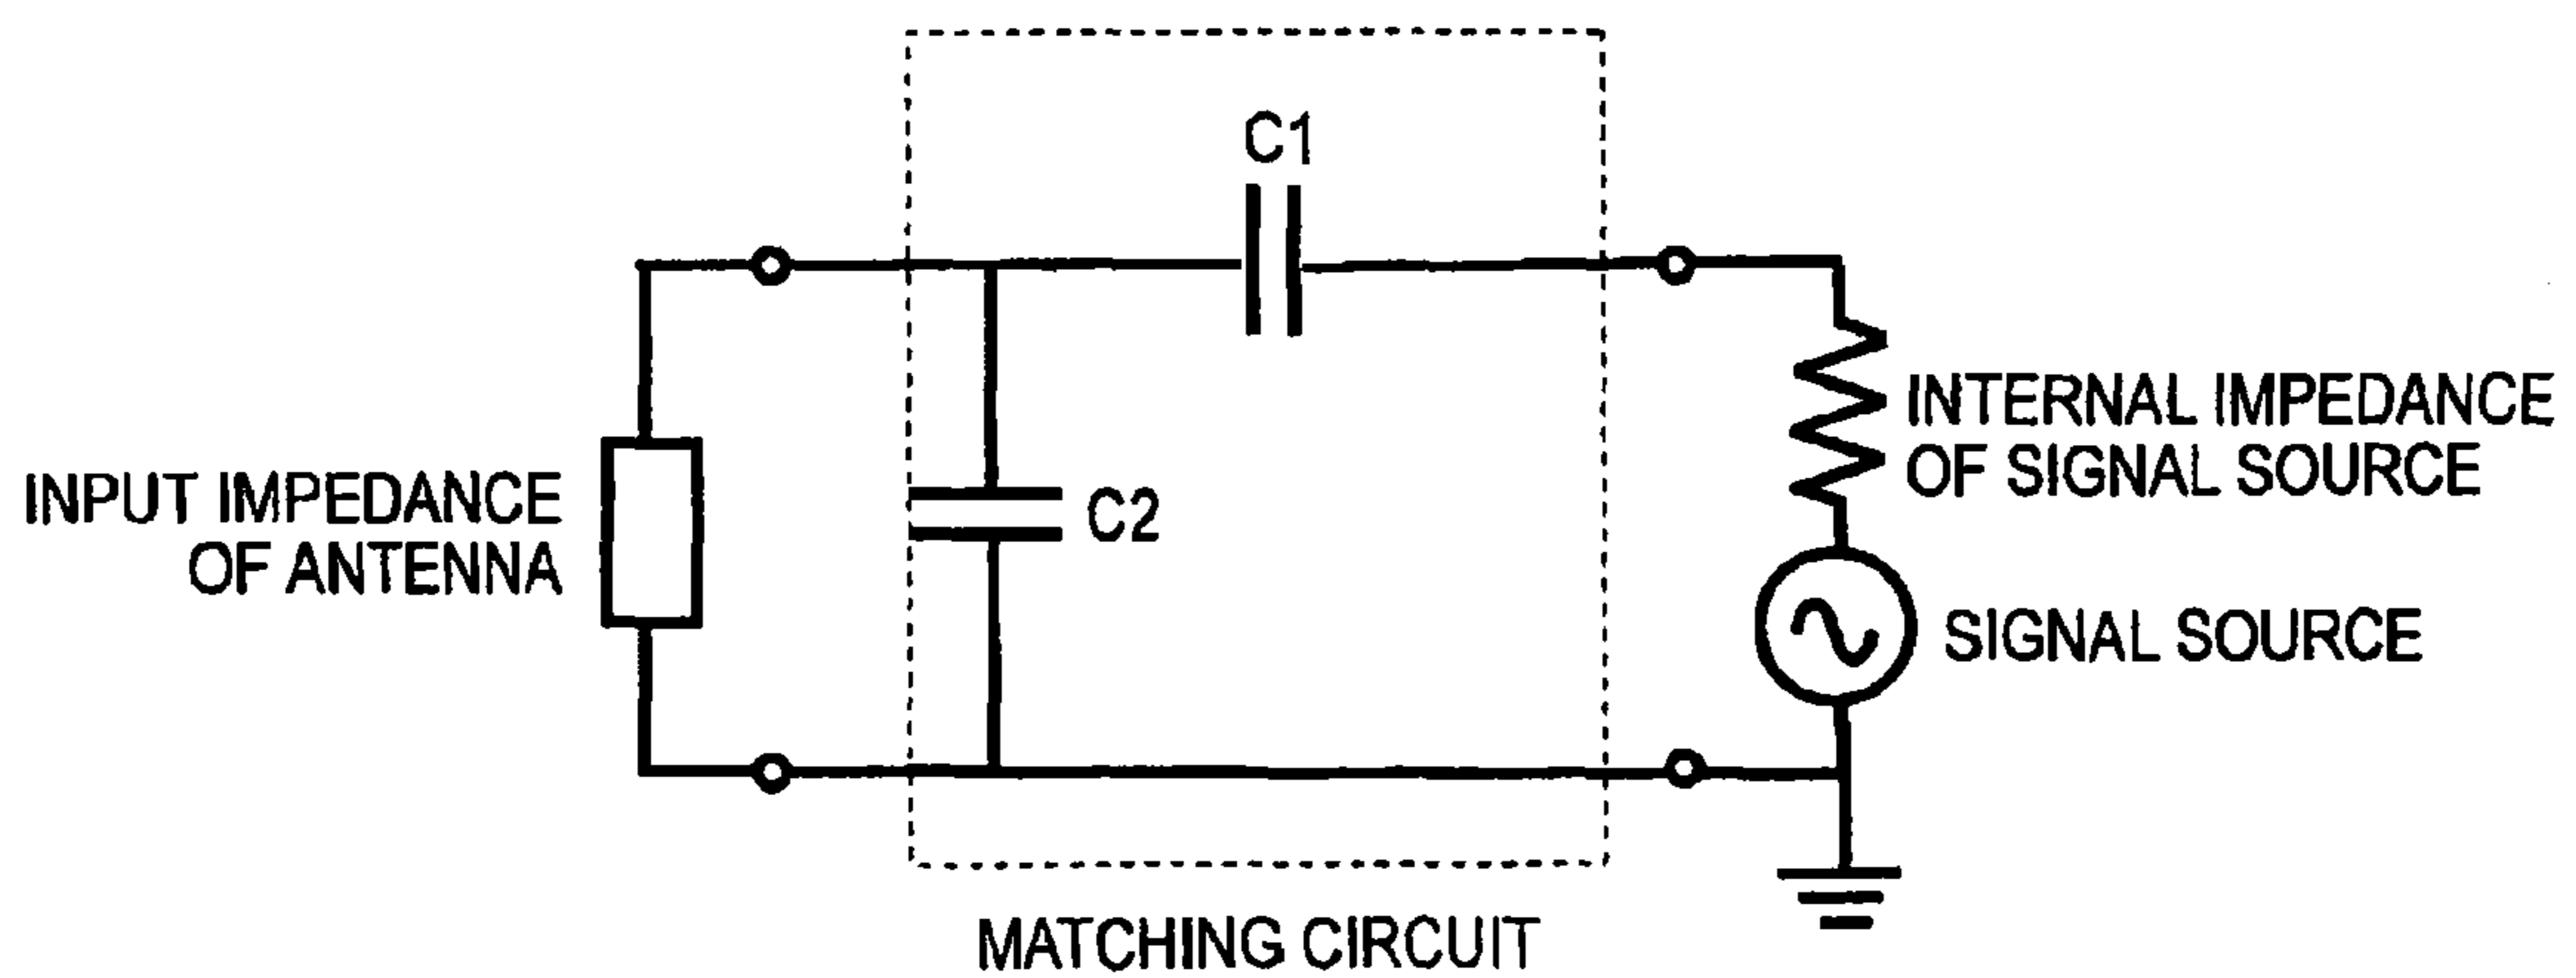 C1
INTERNAL IMPEDANCE
OF SIGNAL SOURCE
INPUT IMPEDANCE
OF ANTENNA
C2
SIGNAL SOURCE
MATCHING CIRCUIT